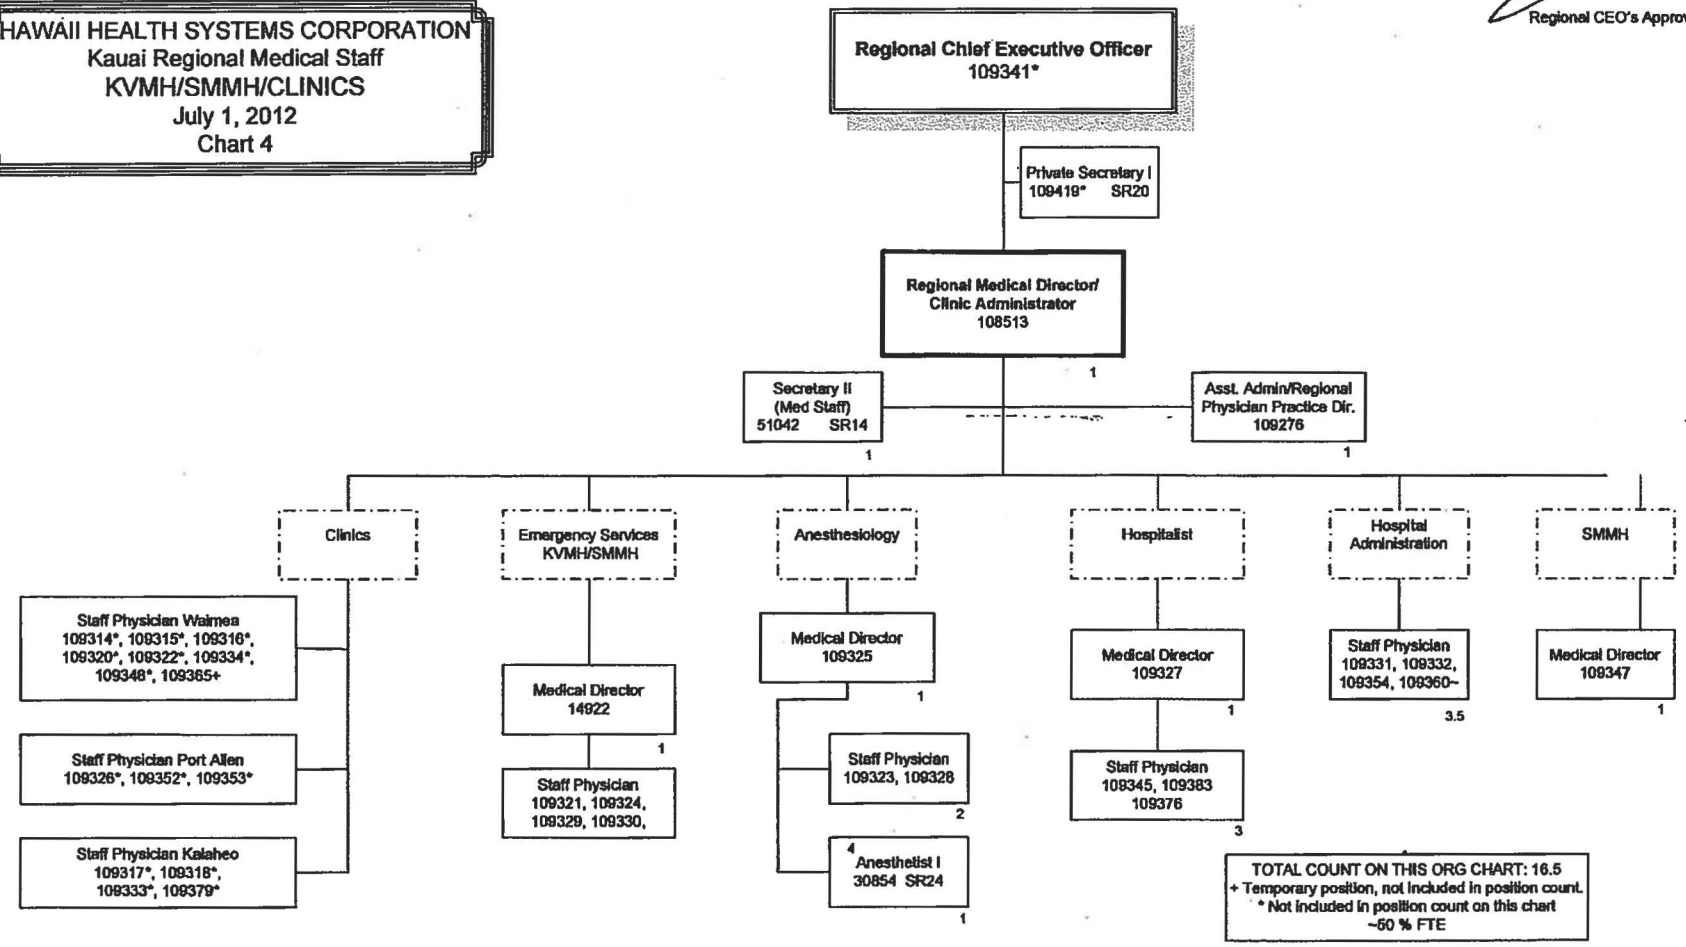 HAWAII HEALTH SYSTEMS CORPORATION
Kauai Regional Medical Staff
KVMH/SMMH/CLINICS
July 1, 2012
Chart 4
Regional CEO's
Regional Chief Executive Officer
109341*
Private Secretary I
109419* SR20
Regional Medical Director/
Clinic Administrator
108513
1
Secretary II
(Med Staff)
51042 SR14
1
Asst. Admin/Regional
Physician Practice Dir.
109276
1
Clinics
Staff Physician Waimea
109314*, 109315*, 109316*,
109320*, 109322*, 109334*,
109348*, 109365+
Staff Physician Port Allen
109326*, 109352*, 109353*
Staff Physician Kalaheo
109317*, 109318*,
109333*, 109379*
Emergency Services
KVMH/SMMH
Medical Director
14922
1
Staff Physician
109321, 109324,
109329, 109330,
4
Anesthesiology
Medical Director
109325
1
Staff Physician
109323, 109328
2
Anesthetist I
30854 SR24
1
Hospitalist
Medical Director
109327
1
Staff Physician
109345, 109383
109376
3
Hospital
Administration
Staff Physician
109331, 109332,
109354, 109360~
3.5
SMMH
Medical Director
109347
1
TOTAL COUNT ON THIS ORG CHART: 16.5
+ Temporary position, not included in position count.
* Not included in position count on this chart
~50 % FTE